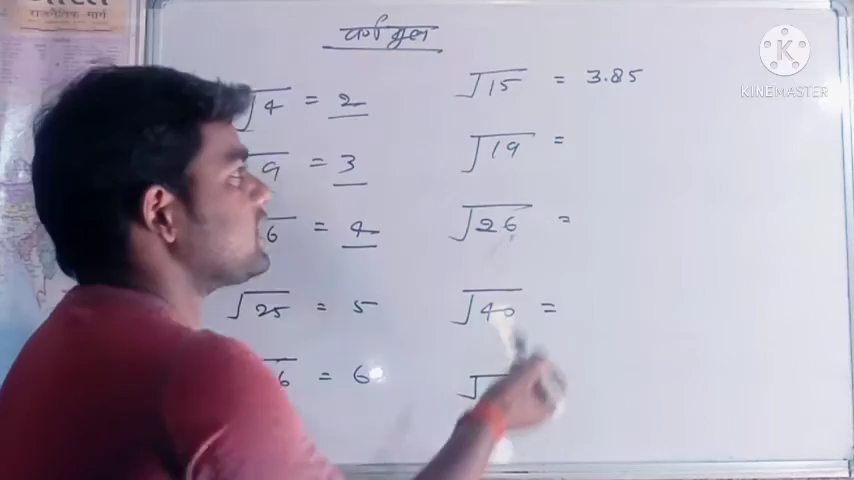 राजनैतिक मार्ग
वर्गमूल
√4 = 2
√9 = 3
6 = 4
√25 = 5
6 = 6
√15 = 3.85
√19 =
√26 =
√40 =
√
K
KINEMASTER